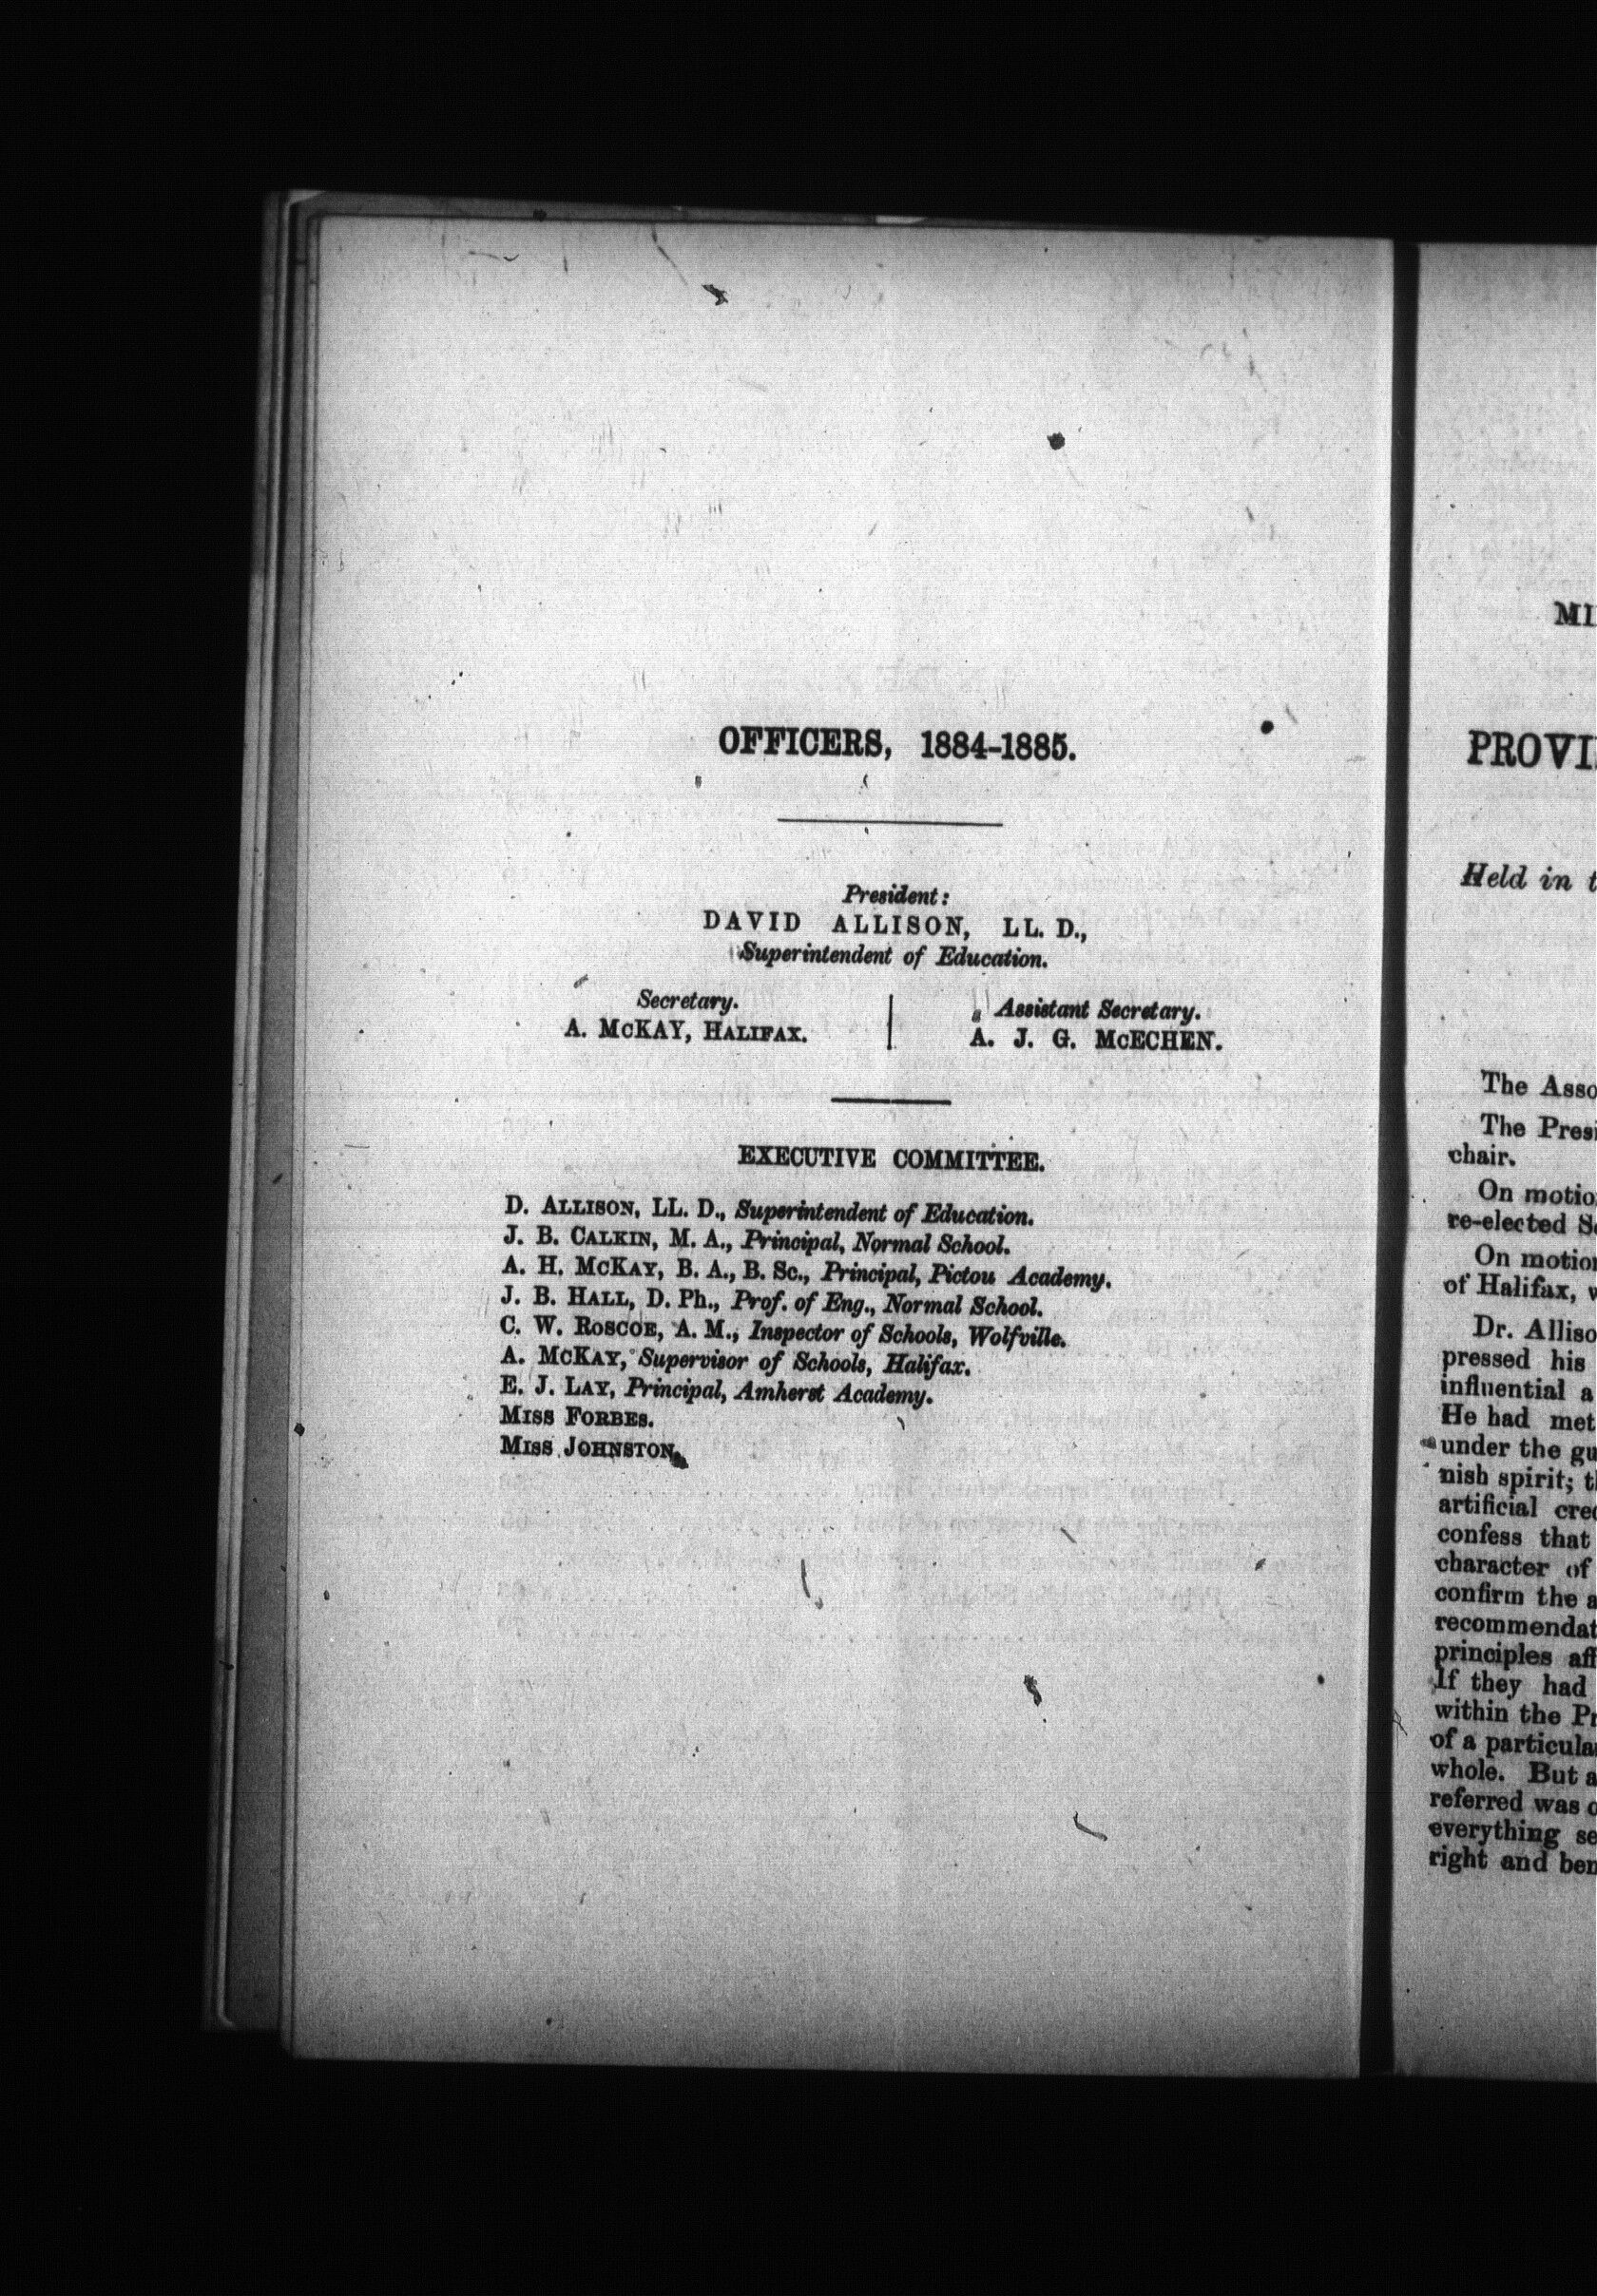 OFFICERS, 1884-1885.
President:
DAVID ALLISON, LL. D.,
Superintendent of Education.
Secretary.
A. McKAY, HALIFAX.
Assistant Secretary.
A. J. G. McECHEN.
EXECUTIVE COMMITTEE.
D. ALLISON, LL. D., Superintendent of Education.
J. B. CALKIN, M. A., Principal, Normal School.
A. H. McKAY, B. A., B. Sc., Principal, Pictou Academy.
J. B. HALL, D. Ph., Prof. of Eng., Normal School.
C. W. ROSCOE, A. M., Inspector of Schools, Wolfville.
A. McKAY, Supervisor of Schools, Halifax.
E. J. LAY, Principal, Amherst Academy.
MISS FORBES.
MISS JOHNSTON.
MI
PROVI
Held in t
The Asso
The Presi
chair.
On motio
re-elected S
On motion
of Halifax, w
Dr. Alliso
pressed his
influential a
He had met
under the gu
nish spirit; t
artificial cre
confess that
character of
confirm the a
recommendat
principles aff
If they had
within the Pr
of a particula
whole. But a
referred was o
everything se
right and ben